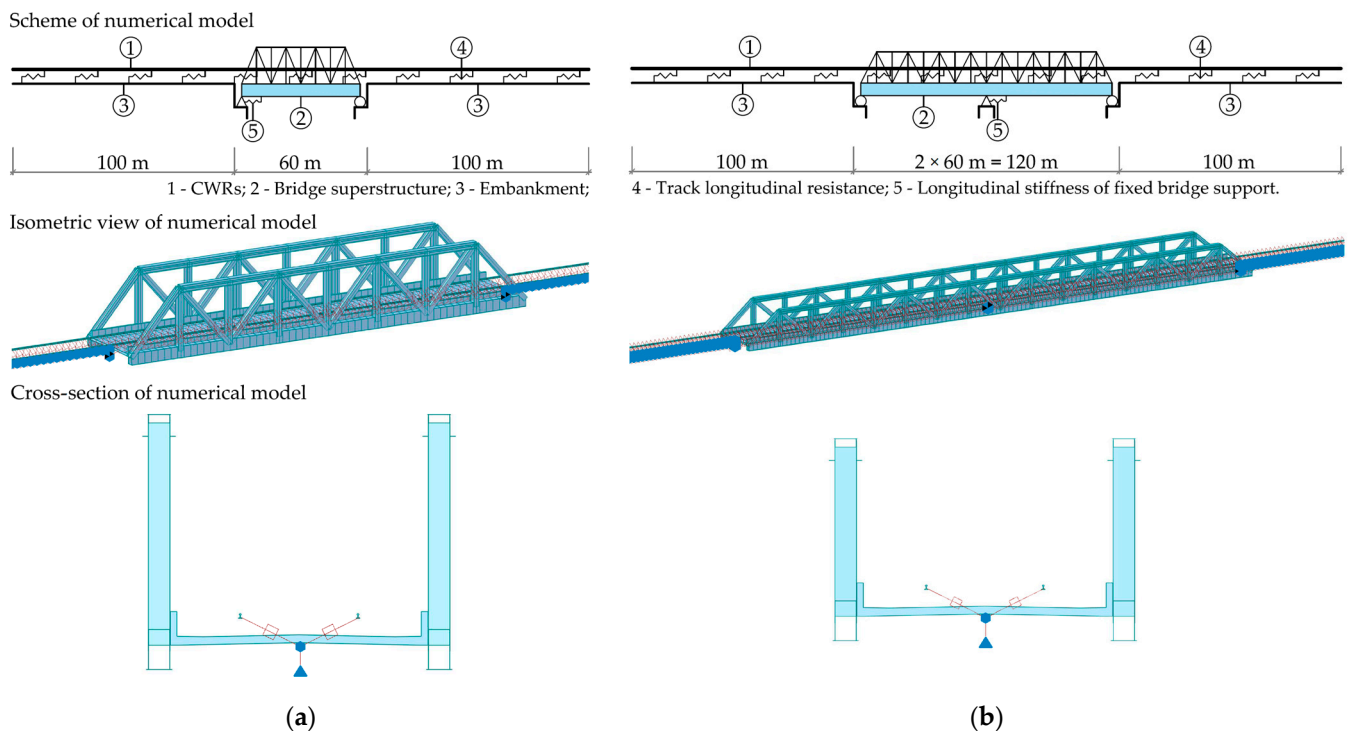 Scheme of numerical model
1 4 1 4
3 3 3 3
5 2 2 5
100 m 60 m 100 m 100 m 2 × 60 m = 120 m 100 m
1 - CWRs; 2 - Bridge superstructure; 3 - Embankment; 4 - Track longitudinal resistance; 5 - Longitudinal stiffness of fixed bridge support.
Isometric view of numerical model
Cross-section of numerical model
(a) (b)